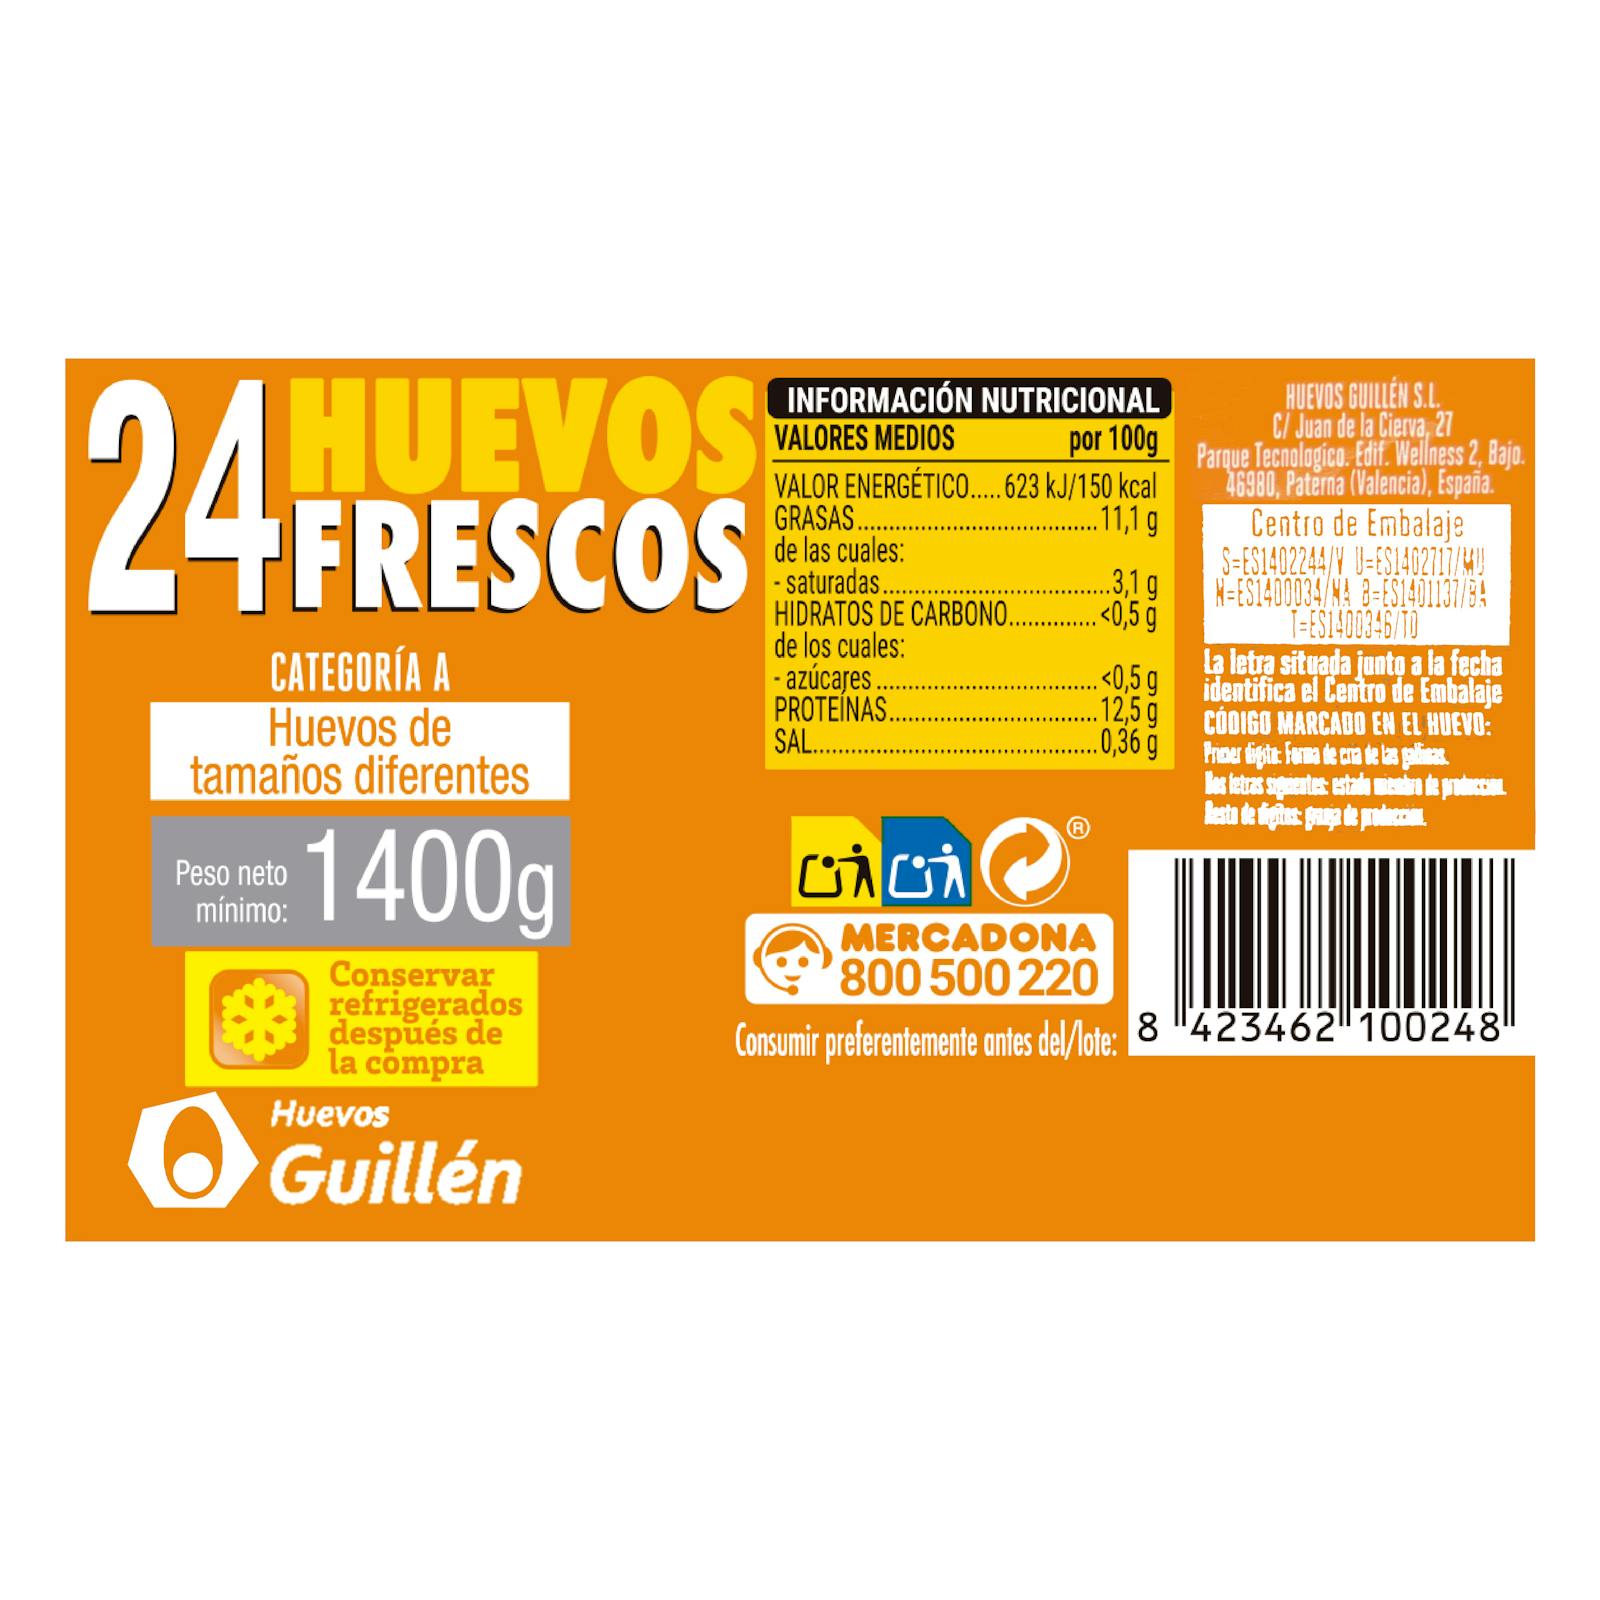 24 HUEVOS
FRESCOS
CATEGORÍA A
Huevos de
tamaños diferentes
Peso neto
mínimo: 1400g
Conservar
refrigerados
después de
la compra
Huevos
Guillén
INFORMACIÓN NUTRICIONAL
VALORES MEDIOS por 100g
VALOR ENERGÉTICO..... 623 kJ/150 kcal
GRASAS.............................. 11,1 g
de las cuales:
- saturadas............................. 3,1 g
HIDRATOS DE CARBONO.............. <0,5 g
de los cuales:
- azúcares ............................ <0,5 g
PROTEÍNAS.......................... 12,5 g
SAL................................... 0,36 g
®
MERCADONA
800 500 220
Consumir preferentemente antes del/lote:
HUEVOS GUILLÉN S.L.
C/ Juan de la Cierva, 27
Parque Tecnologico. Edif. Wellness 2, Bajo.
46980, Paterna (Valencia), España.
Centro de Embalaje
S=ES1402244/V U=ES1402717/MU
N=ES1400034/NA B=ES1401137/BA
T=ES1400346/TO
La letra situada junto a la fecha
identifica el Centro de Embalaje
CÓDIGO MARCADO EN EL HUEVO:
Primer dígito: Forma de cria de las gallinas.
Dos letras siguientes: estado miembro de produccion.
Resto de dígitos: granja de produccion.
8 423462 100248